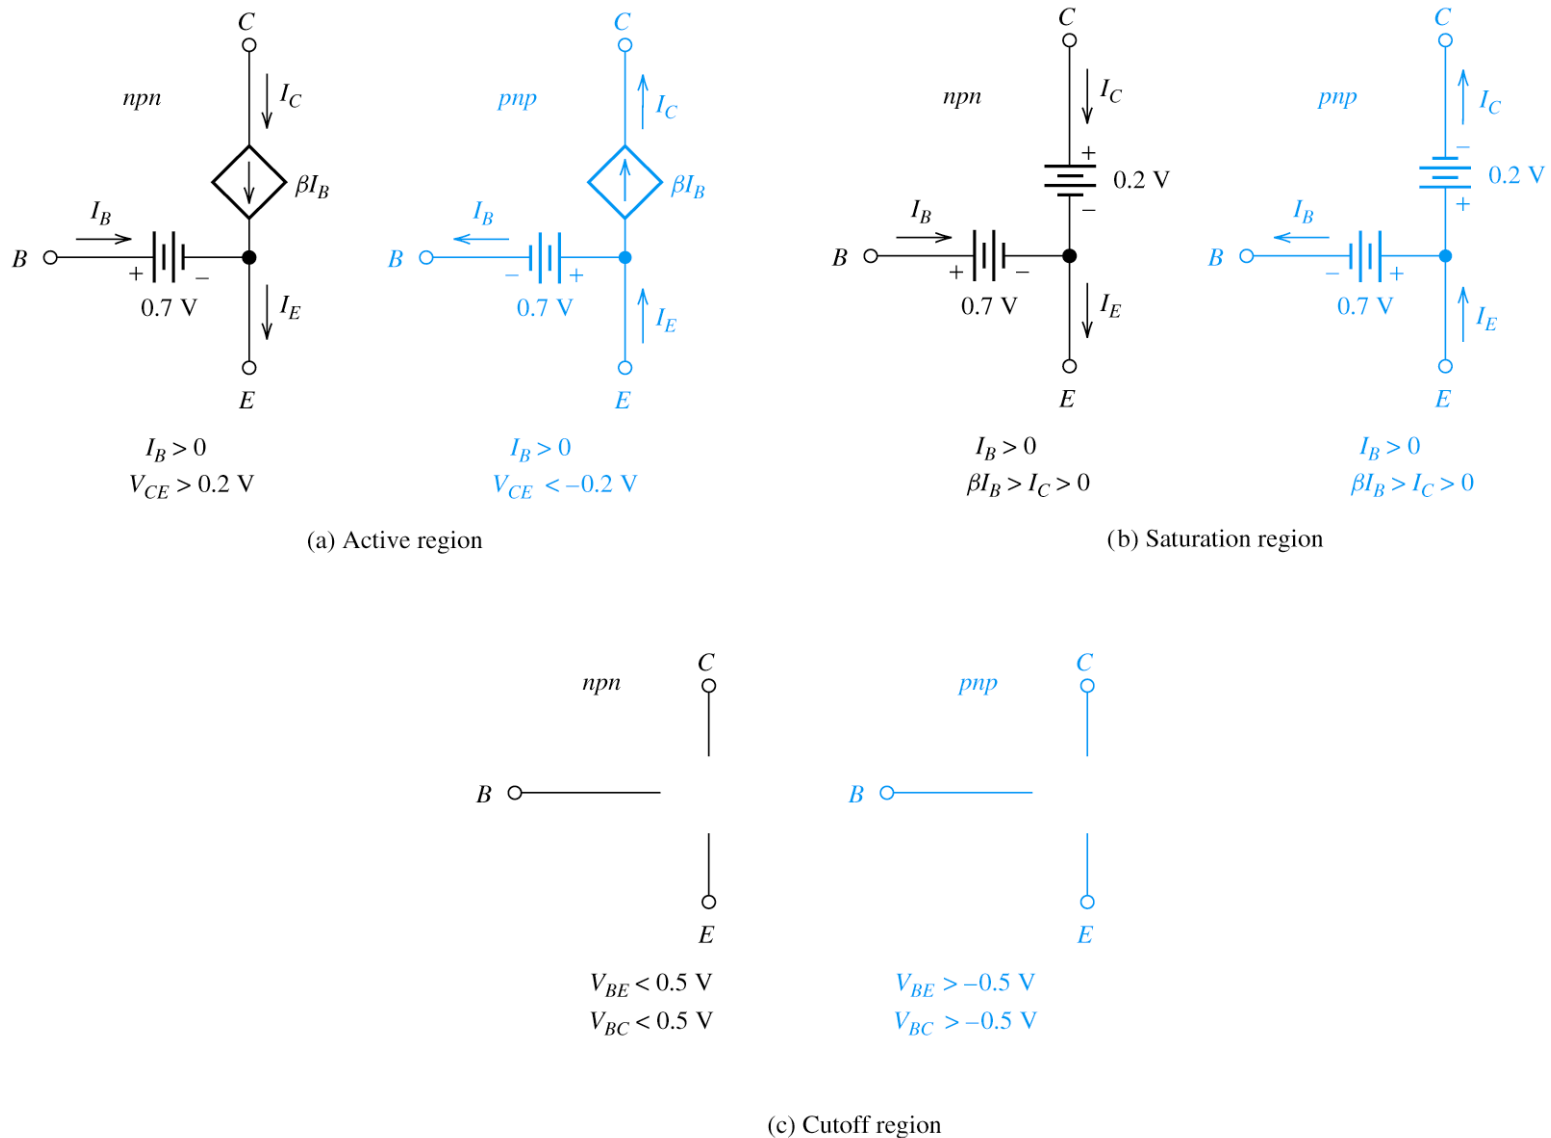 C
npn
I_C
βI_B
I_B
B
+
–
0.7 V
I_E
E
I_B > 0
V_CE > 0.2 V
C
pnp
I_C
βI_B
I_B
B
–
+
0.7 V
I_E
E
I_B > 0
V_CE < –0.2 V
(a) Active region
C
npn
I_C
+
0.2 V
–
I_B
B
+
–
0.7 V
I_E
E
I_B > 0
βI_B > I_C > 0
C
pnp
I_C
–
0.2 V
+
I_B
B
–
+
0.7 V
I_E
E
I_B > 0
βI_B > I_C > 0
(b) Saturation region
C
npn
B
E
V_BE < 0.5 V
V_BC < 0.5 V
C
pnp
B
E
V_BE > –0.5 V
V_BC > –0.5 V
(c) Cutoff region